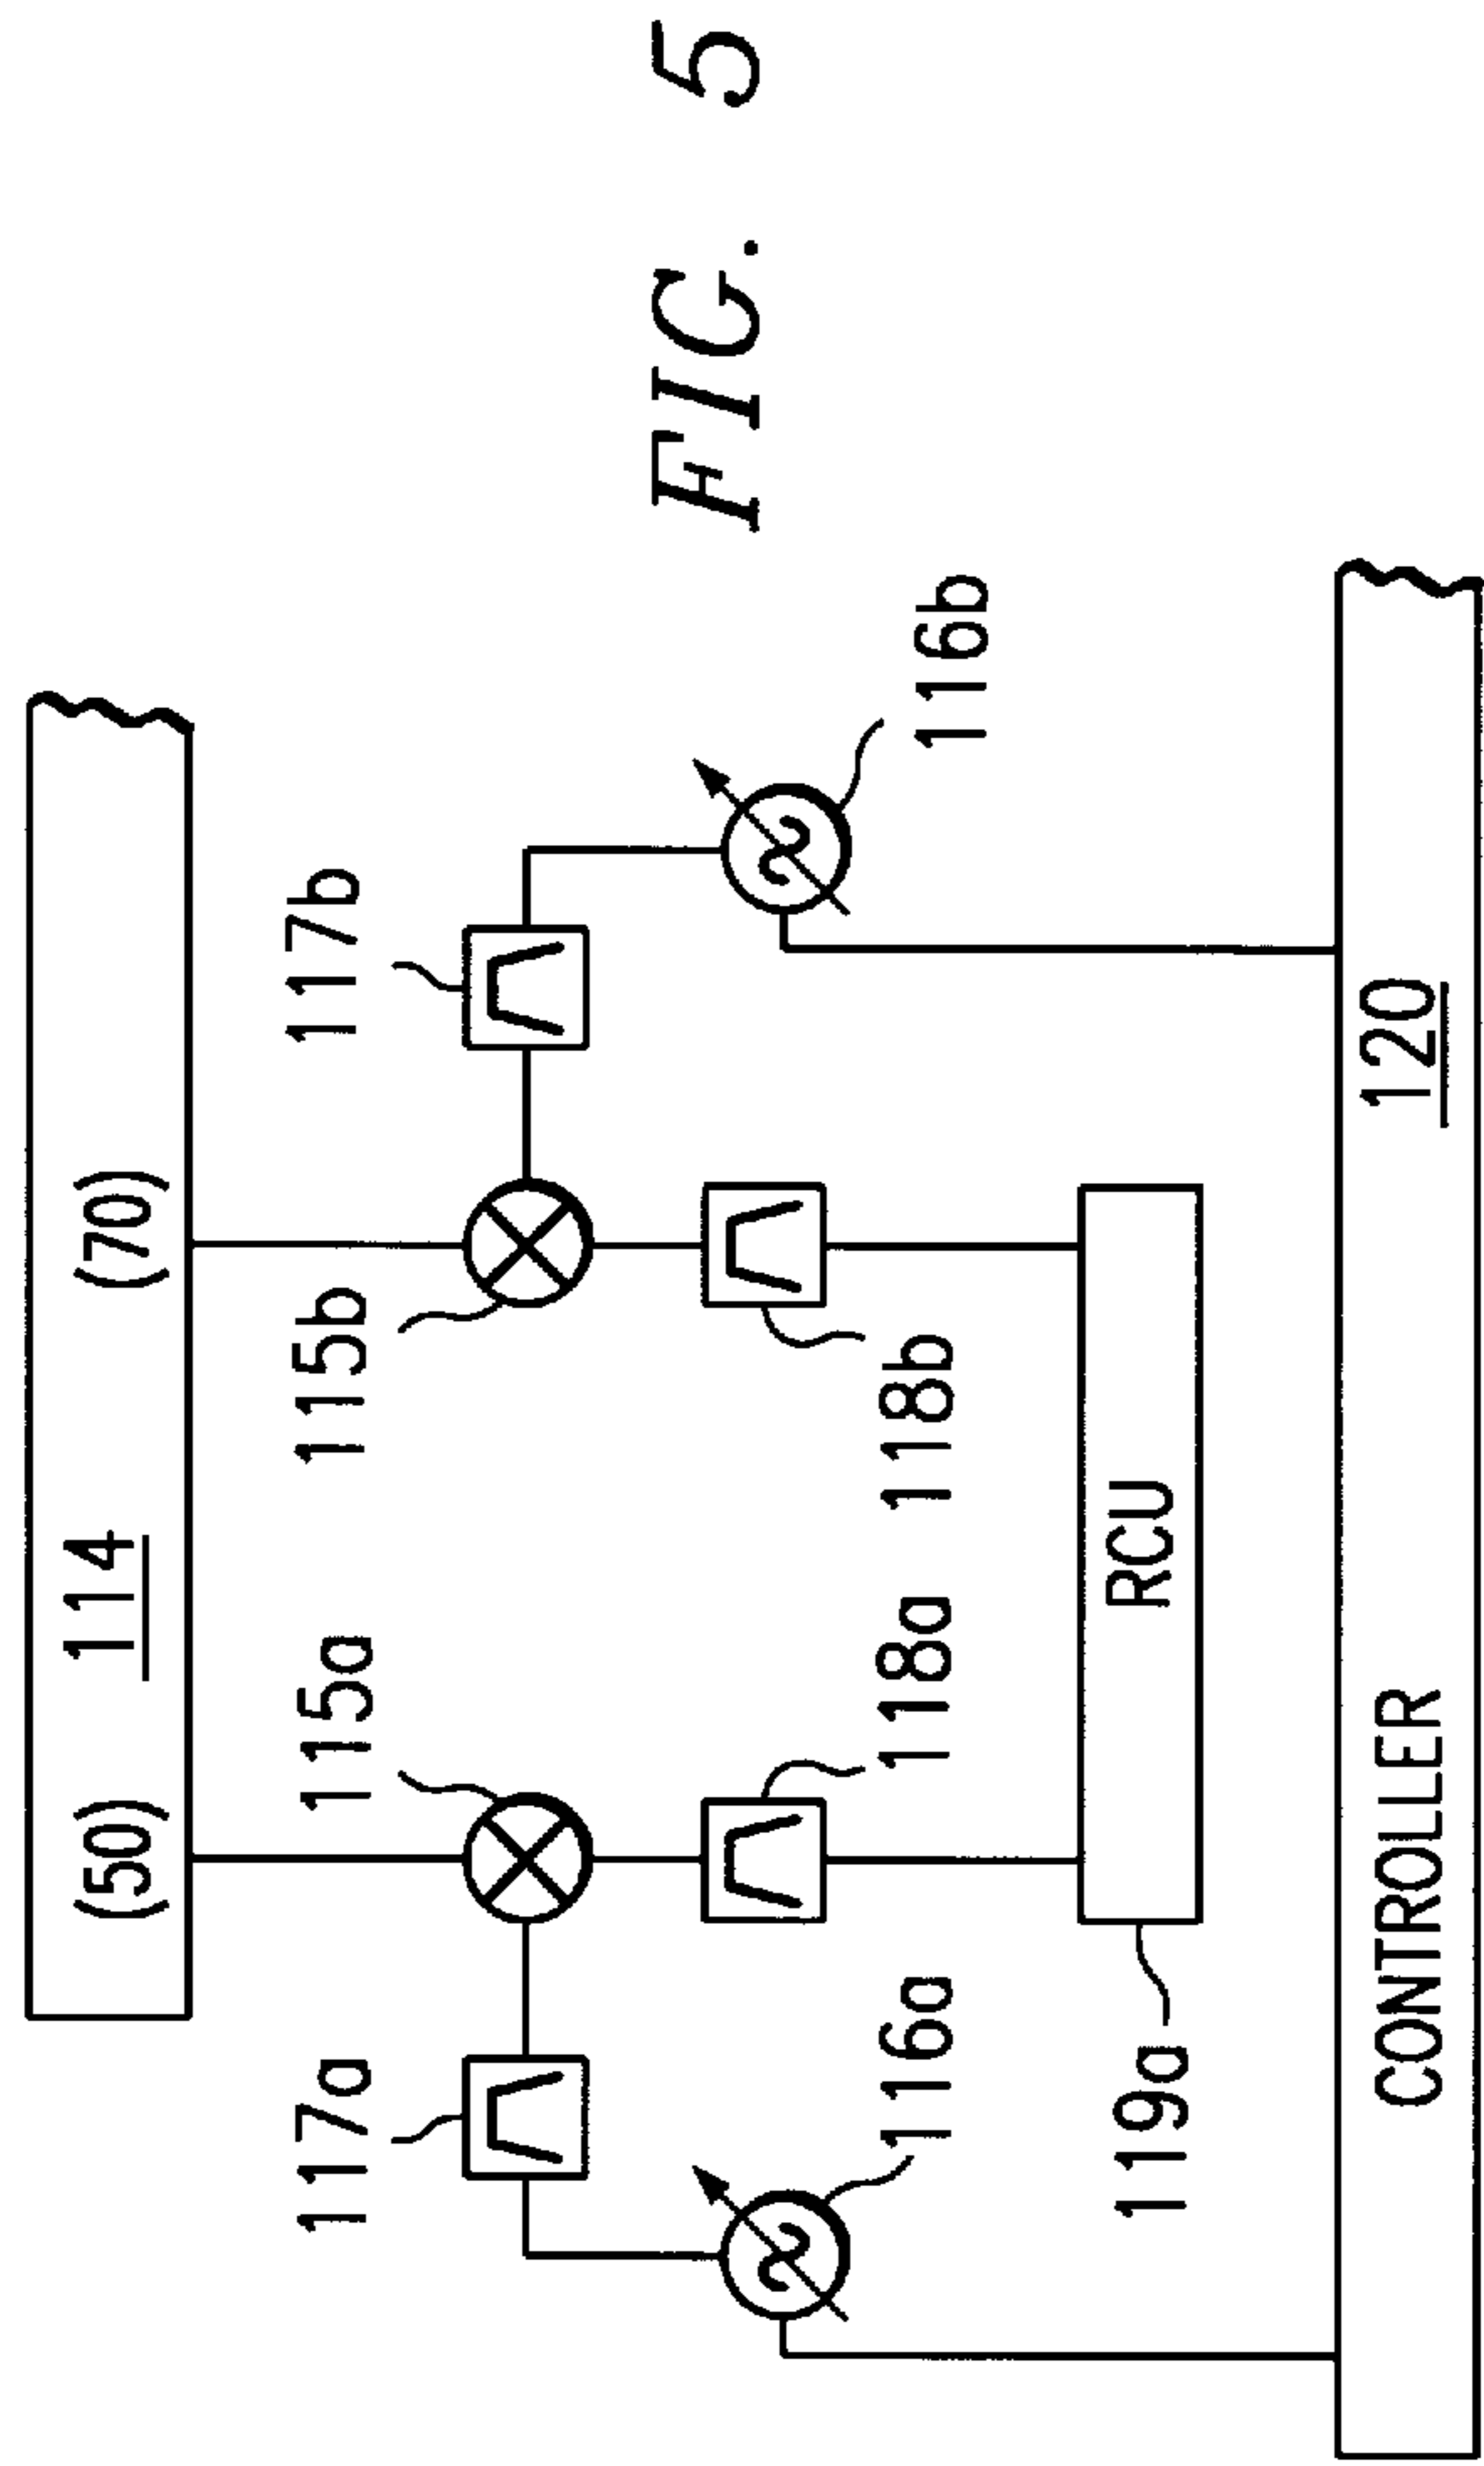 114
(50)
(70)
117a
115a
115b
117b
116a
118a
118b
116b
119a
RCU
CONTROLLER
120
FIG. 5